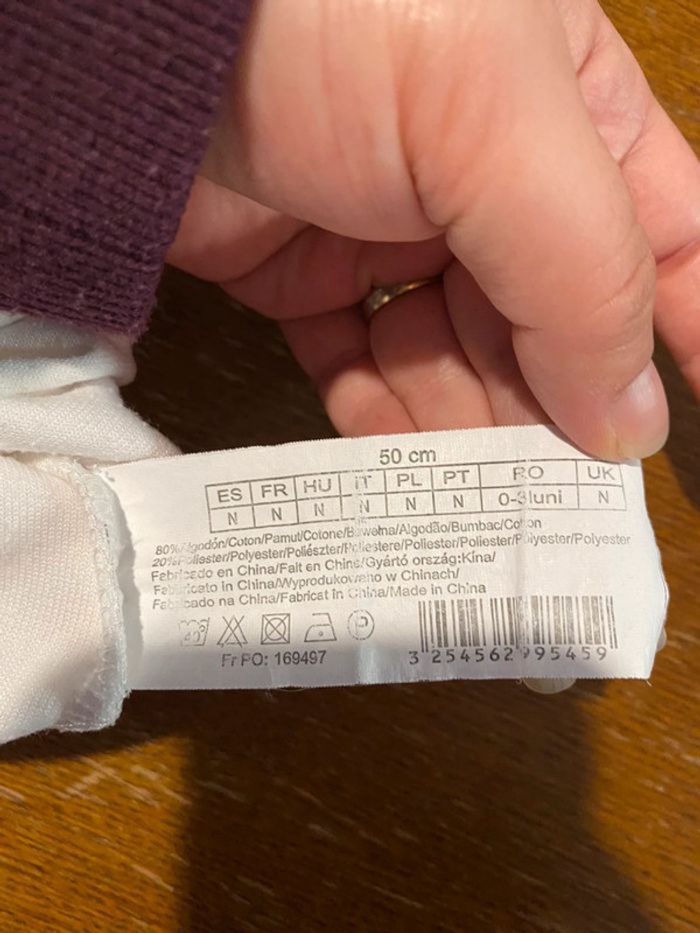 50 cm
ES FR HU IT PL PT RO UK
N N N N N N 0-3luni N
80% Algodón/Coton/Pamut/Cotone/Bawełna/Algodão/Bumbac/Cotton
20%Poliester/Polyester/Poliészter/Poliestere/Poliester/Poliester/Polyester/Polyester
Fabricado en China/Fait en Chine/Gyártó ország:Kína/
Fabricato in China/Wyprodukowano w Chinach/
Fabricado na China/Fabricat in China/Made in China
40° P
Fr PO: 169497
3 254562 995459